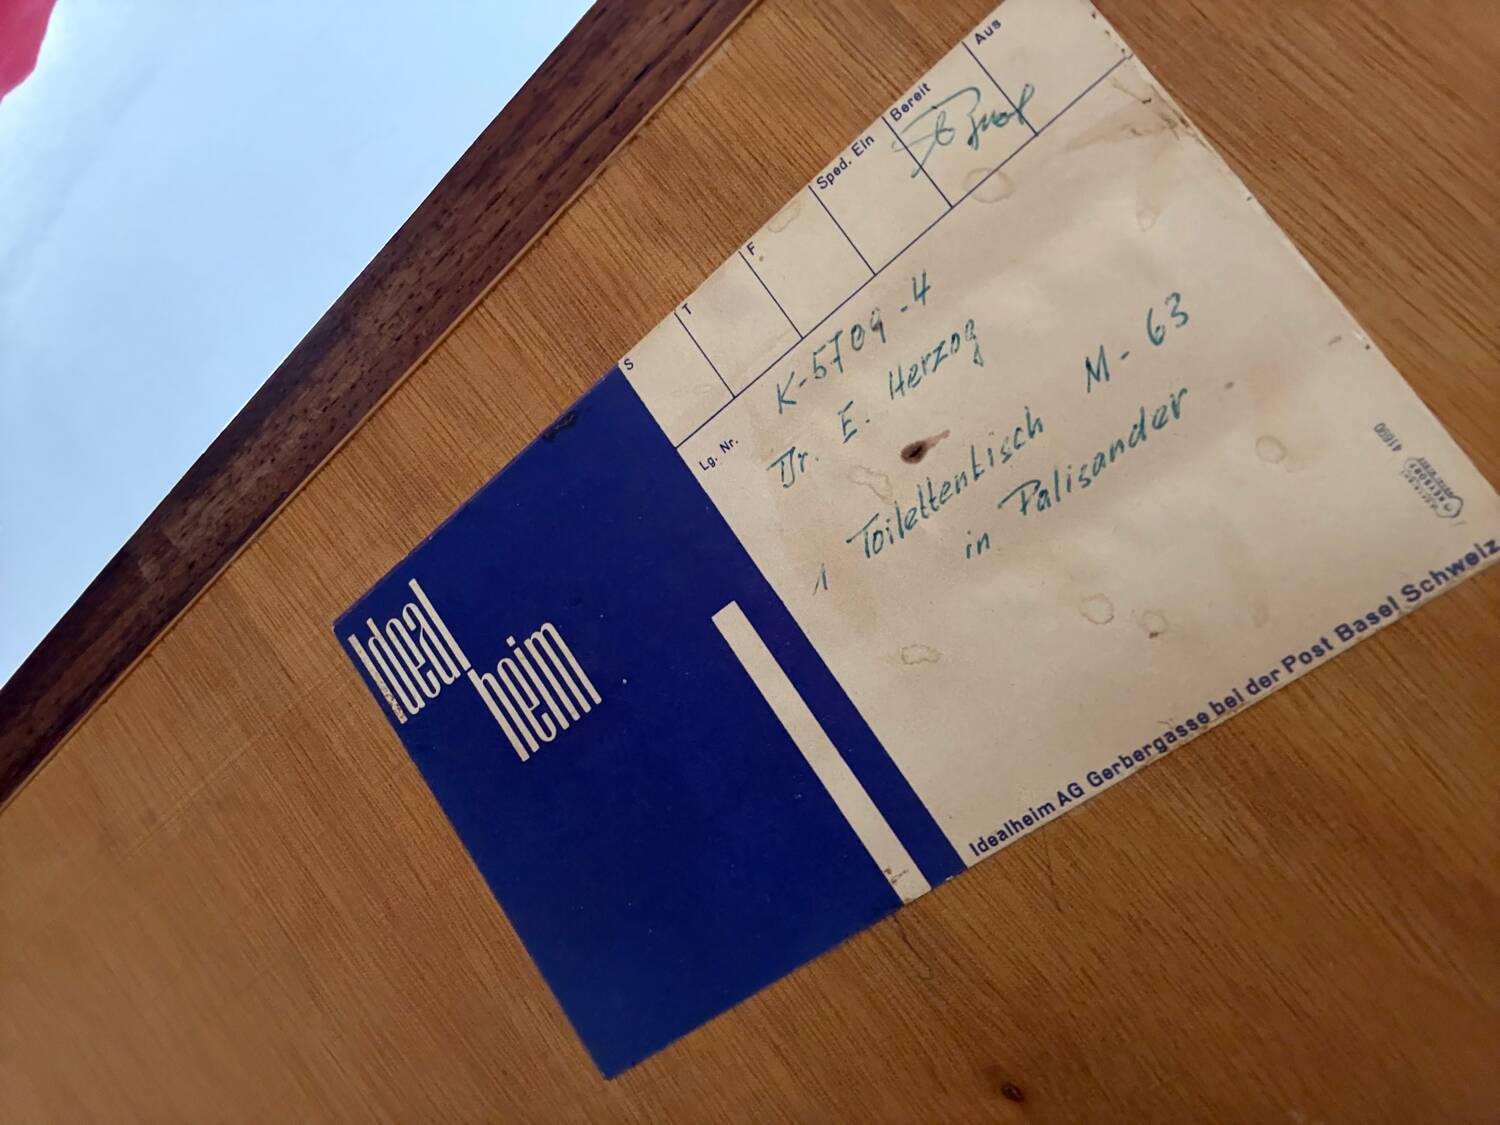 S T F Sped. Ein Bereit Aus
Lg. Nr.
K-5709-4
Dr. E. Herzog
1 Toilettentisch M-63
in Palisander
Ideal
heim
41690
Idealheim AG Gerbergasse bei der Post Basel Schweiz